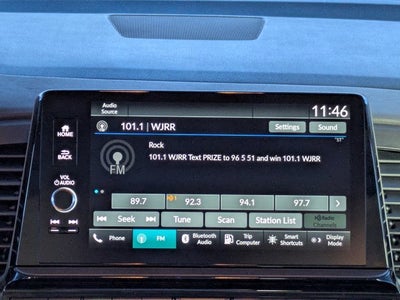 Audio
Source
11:46
HOME
101.1 | WJRR
Settings
Sound
Rock
101.1 WJRR Text PRIZE to 96 5 51 and win 101.1 WJRR
BACK
FM
VOL
AUDIO
89.7
92.3
94.1
97.7
Seek
Tune
Scan
Station List
Channels
Phone
FM
Bluetooth
Audio
Trip
Computer
Smart
Shortcuts
Display
Mode